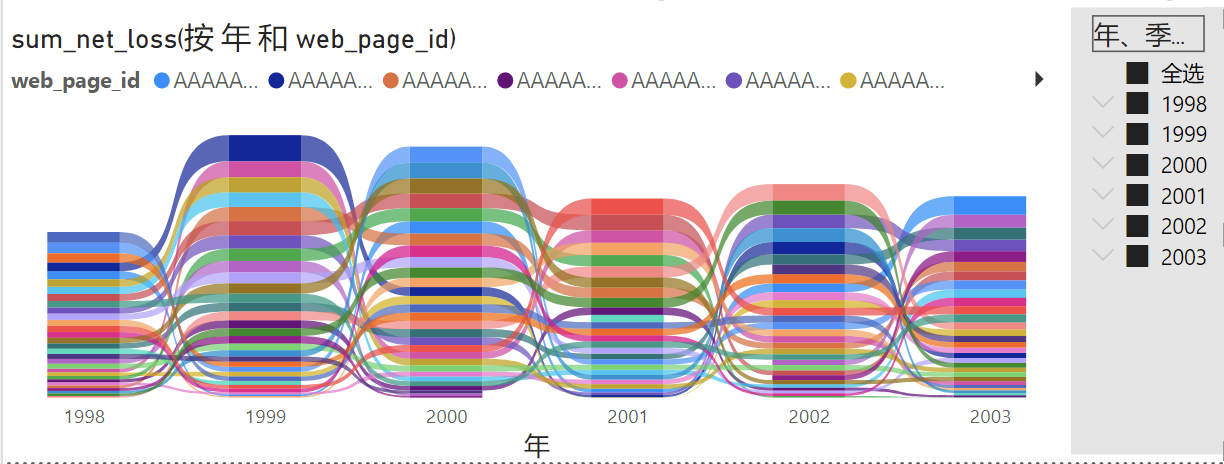 sum_net_loss(按 年 和 web_page_id)
web_page_id AAAAA... AAAAA... AAAAA... AAAAA... AAAAA... AAAAA... AAAAA...
1998 1999 2000 2001 2002 2003
年
年、季...
全选
1998
1999
2000
2001
2002
2003